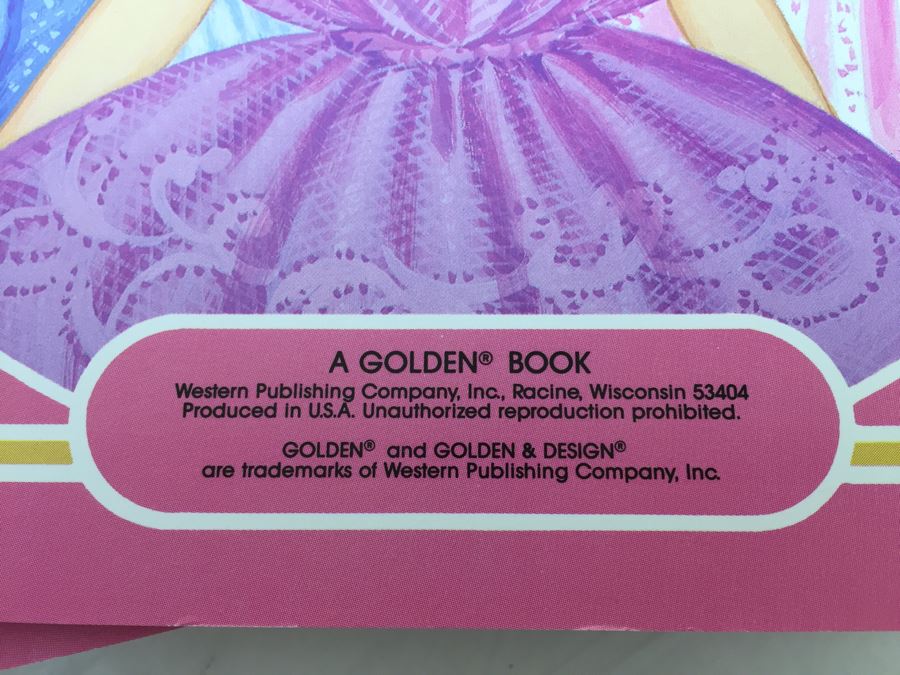 A GOLDEN® BOOK
Western Publishing Company, Inc., Racine, Wisconsin 53404
Produced in U.S.A. Unauthorized reproduction prohibited.
GOLDEN® and GOLDEN & DESIGN®
are trademarks of Western Publishing Company, Inc.